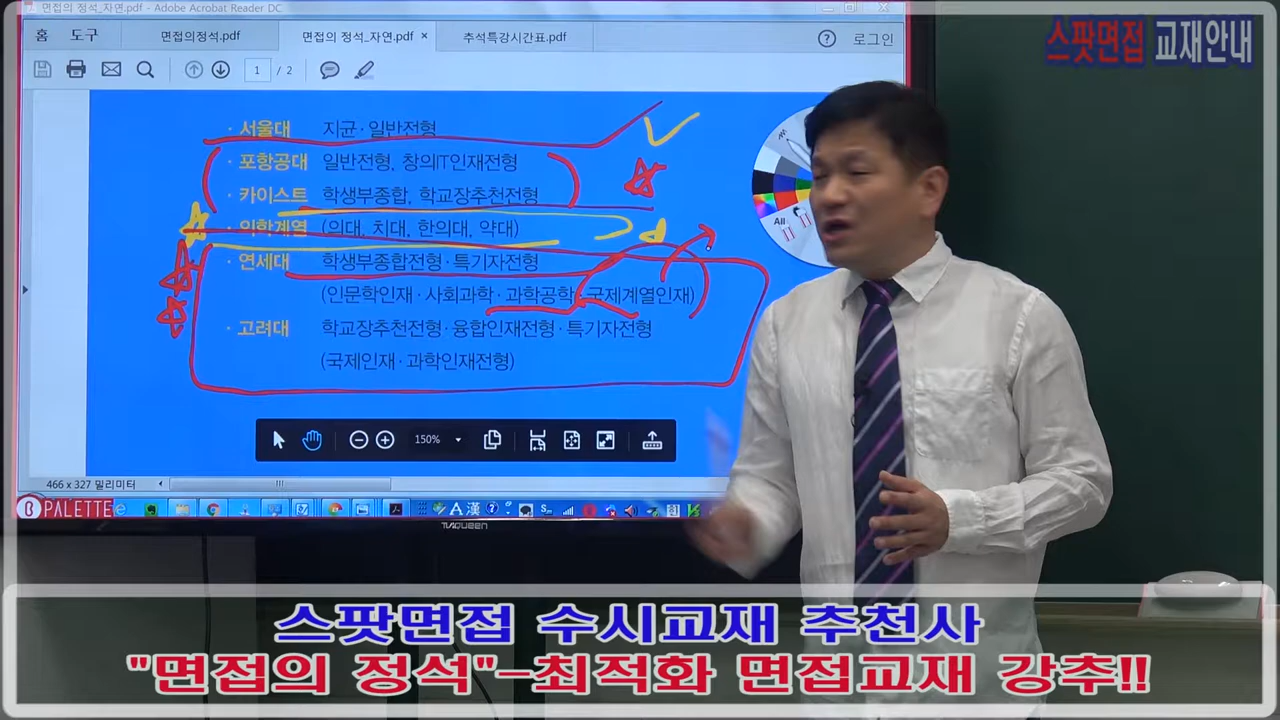 면접의 정석.pdf - Adobe Acrobat Reader DC
스팟면접 교재안내
홈 도구 면접의정석.pdf 면접의 정석_자연.pdf × 추석특강시간표.pdf ? 로그인
1 / 2
· 서울대 지균·일반전형
· 포항공대 일반전형, 창의IT인재전형
· 카이스트 학생부종합, 학교장추천전형
의학계열 (의대, 치대, 한의대, 약대)
연세대 학생부종합전형·특기자전형
(인문학인재·사회과학·과학공학·국제계열인재)
· 고려대 학교장추천전형·융합인재전형·특기자전형
(국제인재·과학인재전형)
All
150%
466 x 327 밀리미터
PALETTE
A 漢
스팟면접 수시교재 추천사
"면접의 정석"-최적화 면접교재 강추!!